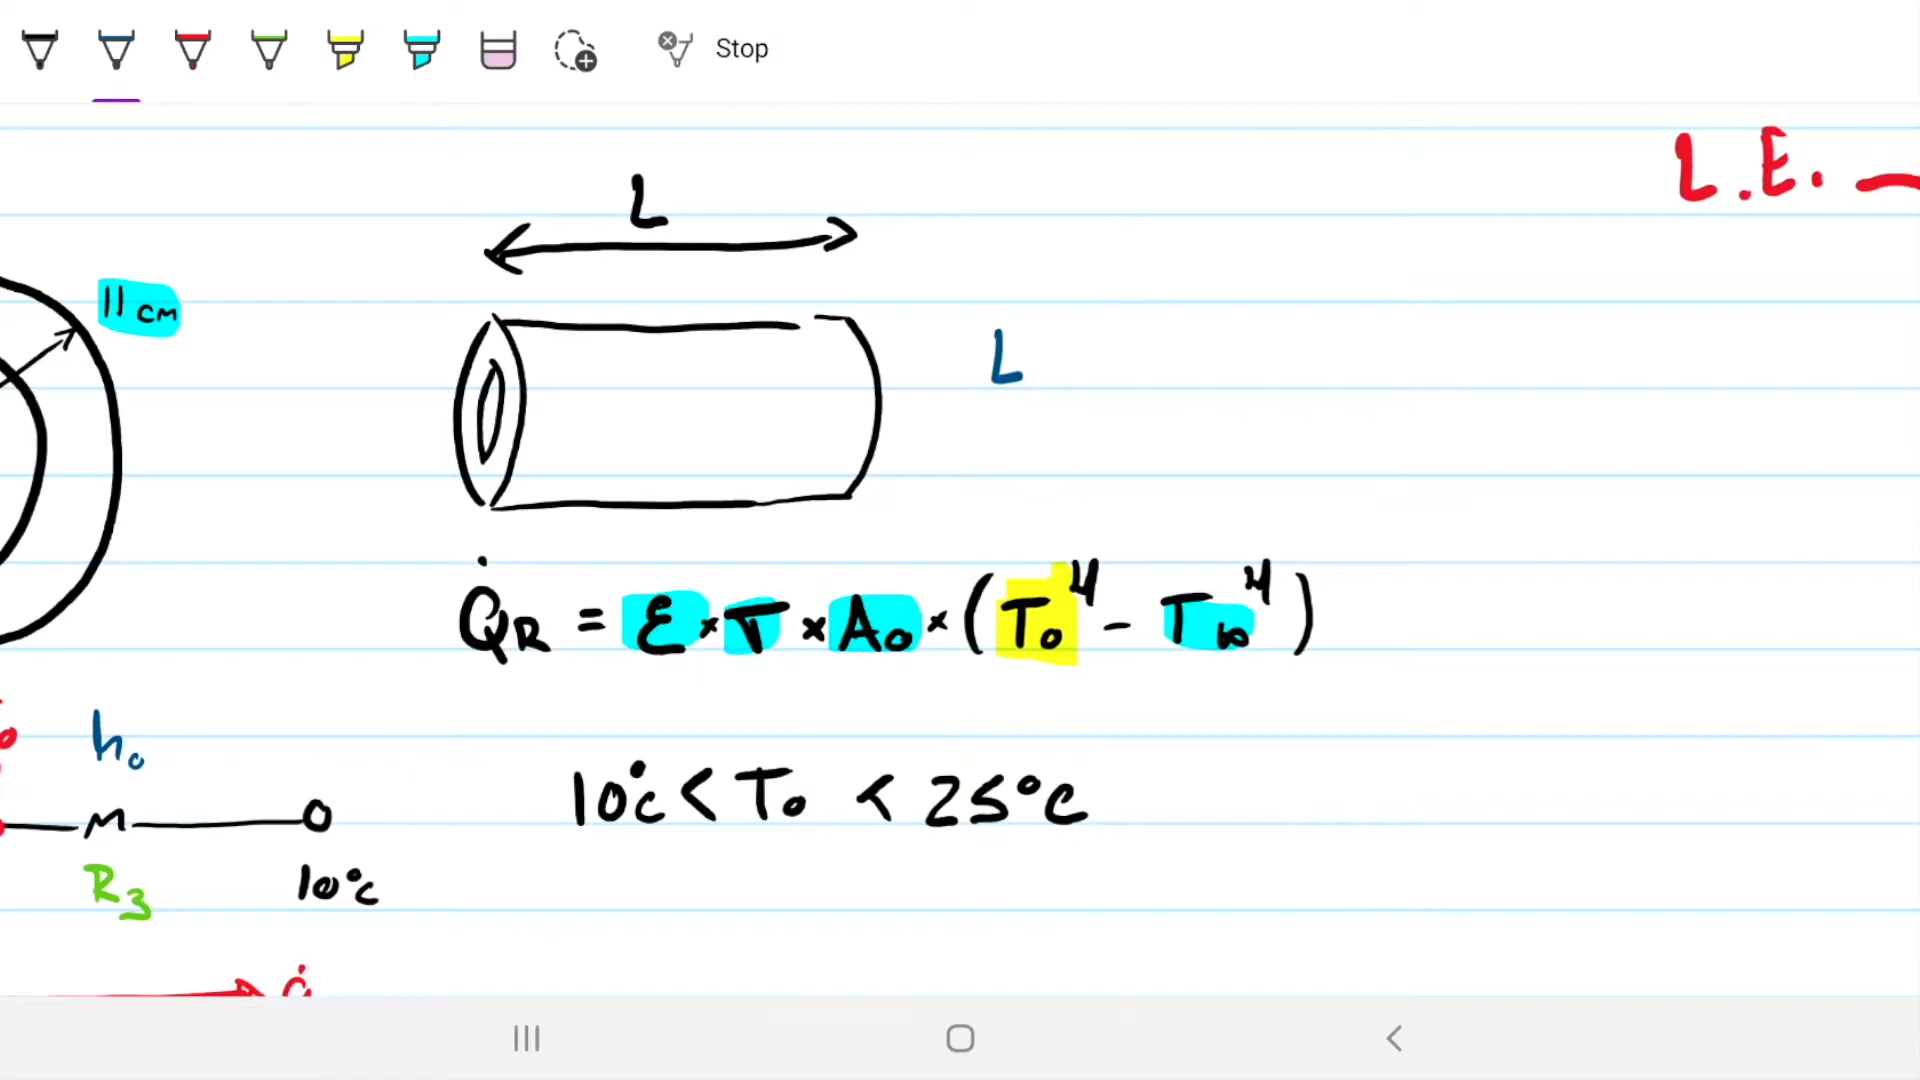 Stop
L.E. —
L
11 cm
L
Q̇R = ε × σ × Ao × (To⁴ - T∞⁴)
ho
10°C < To < 25°C
R3
10°C